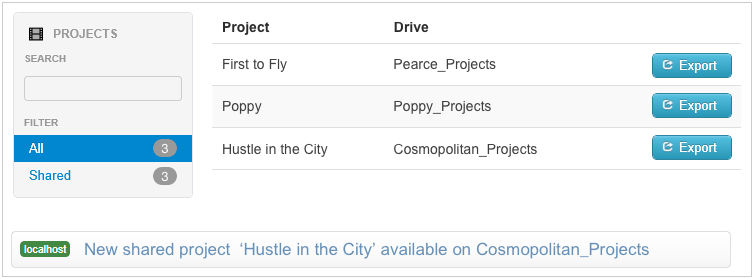 PROJECTS
SEARCH
FILTER
All 3
Shared 3
Project Drive
First to Fly Pearce_Projects Export
Poppy Poppy_Projects Export
Hustle in the City Cosmopolitan_Projects Export
localhost New shared project ‘Hustle in the City’ available on Cosmopolitan_Projects